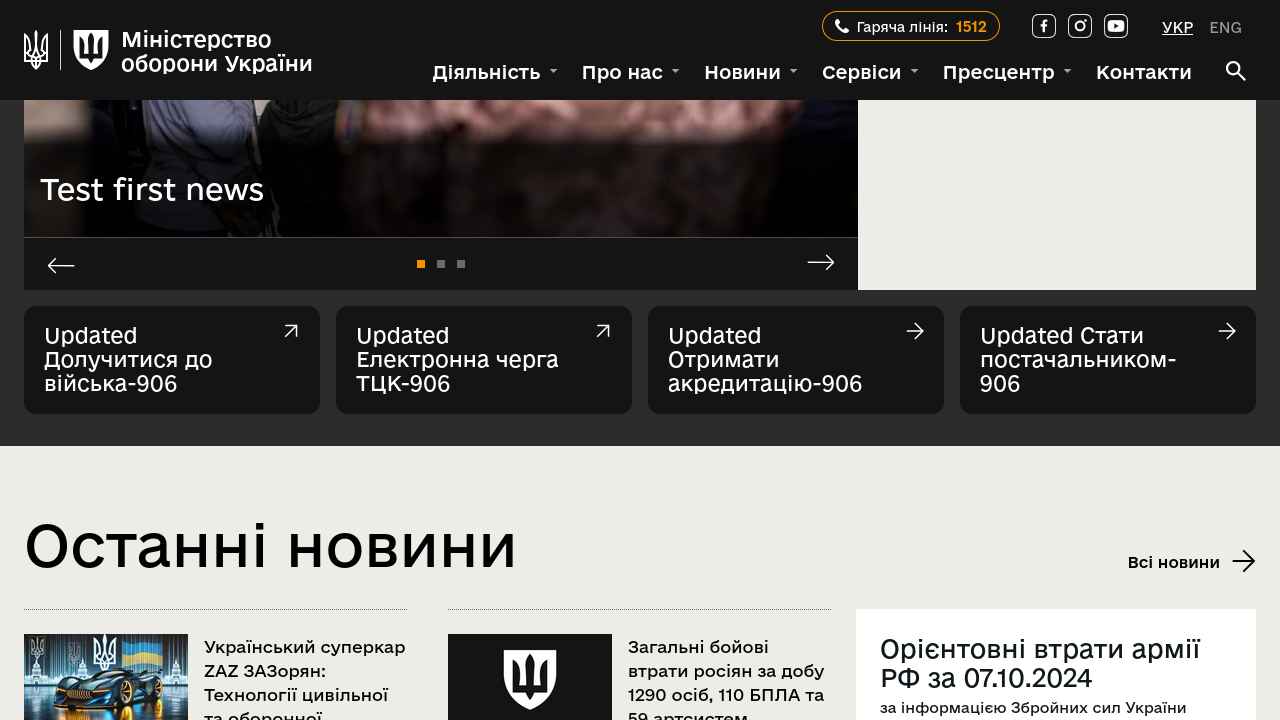 Міністерство
оборони України
Гаряча лінія: 1512
УКР ENG
Діяльність Про нас Новини Сервіси Пресцентр Контакти
Test first news
Updated
Долучитися до
війська-906
Updated
Електронна черга
ТЦК-906
Updated
Отримати
акредитацію-906
Updated Стати
постачальником-
906
Останні новини
Всі новини
Український суперкар
ZAZ ЗАЗорян:
Технології цивільної
та оборонної
Загальні бойові
втрати росіян за добу
1290 осіб, 110 БПЛА та
59 артсистем
Орієнтовні втрати армії
РФ за 07.10.2024
за інформацією Збройних сил України